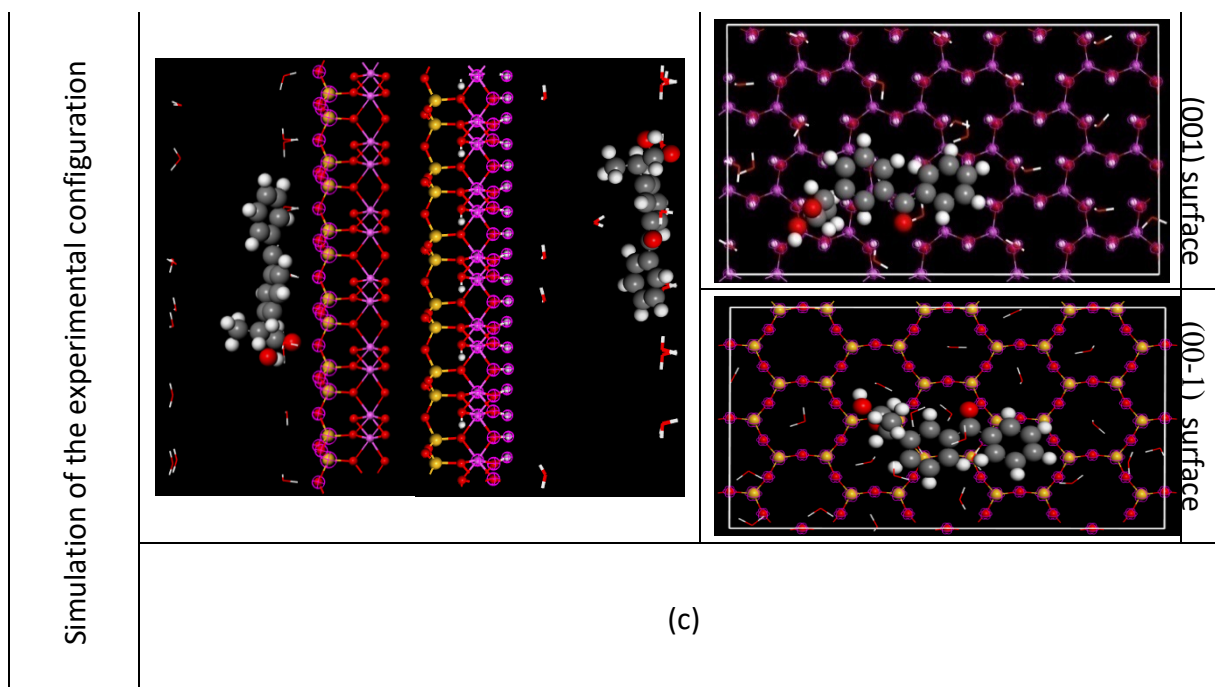 Simulation of the experimental configuration
(001) surface
(00-1) surface
(c)